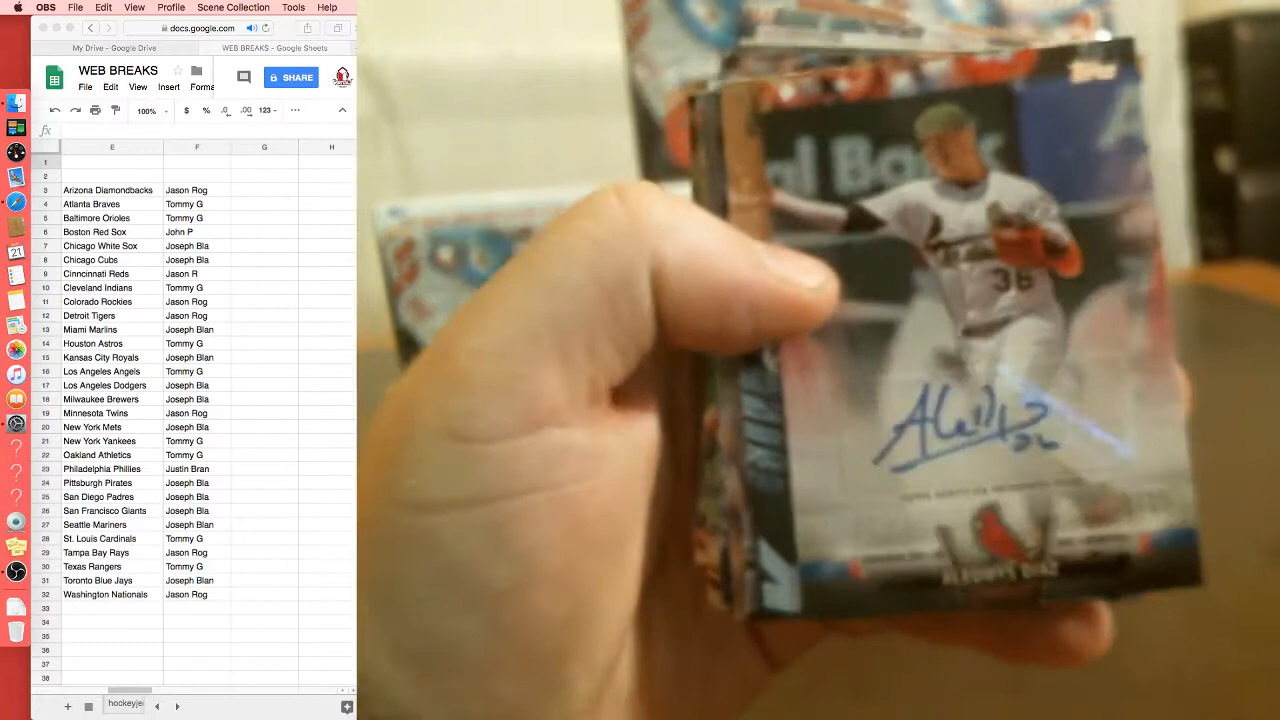 OBS File Edit View Profile Scene Collection Tools Help
docs.google.com
My Drive - Google Drive WEB BREAKS - Google Sheets
WEB BREAKS
File Edit View Insert Forma
SHARE
100% $ % .0 .00 123
fx
E F G H
1
2
3 Arizona Diamondbacks Jason Rog
4 Atlanta Braves Tommy G
5 Baltimore Orioles Tommy G
6 Boston Red Sox John P
7 Chicago White Sox Joseph Bla
8 Chicago Cubs Joseph Bla
9 Cinncincnati Reds Jason R
10 Cleveland Indians Tommy G
11 Colorado Rockies Jason Rog
12 Detroit Tigers Jason Rog
13 Miami Marlins Joseph Blan
14 Houston Astros Tommy G
15 Kansas City Royals Joseph Blan
16 Los Angeles Angels Tommy G
17 Los Angeles Dodgers Joseph Bla
18 Milwaukee Brewers Joseph Bla
19 Minnesota Twins Jason Rog
20 New York Mets Joseph Bla
21 New York Yankees Tommy G
22 Oakland Athletics Tommy G
23 Philadelphia Phillies Justin Bran
24 Pittsburgh Pirates Joseph Bla
25 San Diego Padres Joseph Bla
26 San Francisco Giants Joseph Bla
27 Seattle Mariners Joseph Blan
28 St. Louis Cardinals Tommy G
29 Tampa Bay Rays Jason Rog
30 Texas Rangers Tommy G
31 Toronto Blue Jays Joseph Blan
32 Washington Nationals Jason Rog
33
34
35
36
37
38
hockeyje
21
topps
al Bank
36